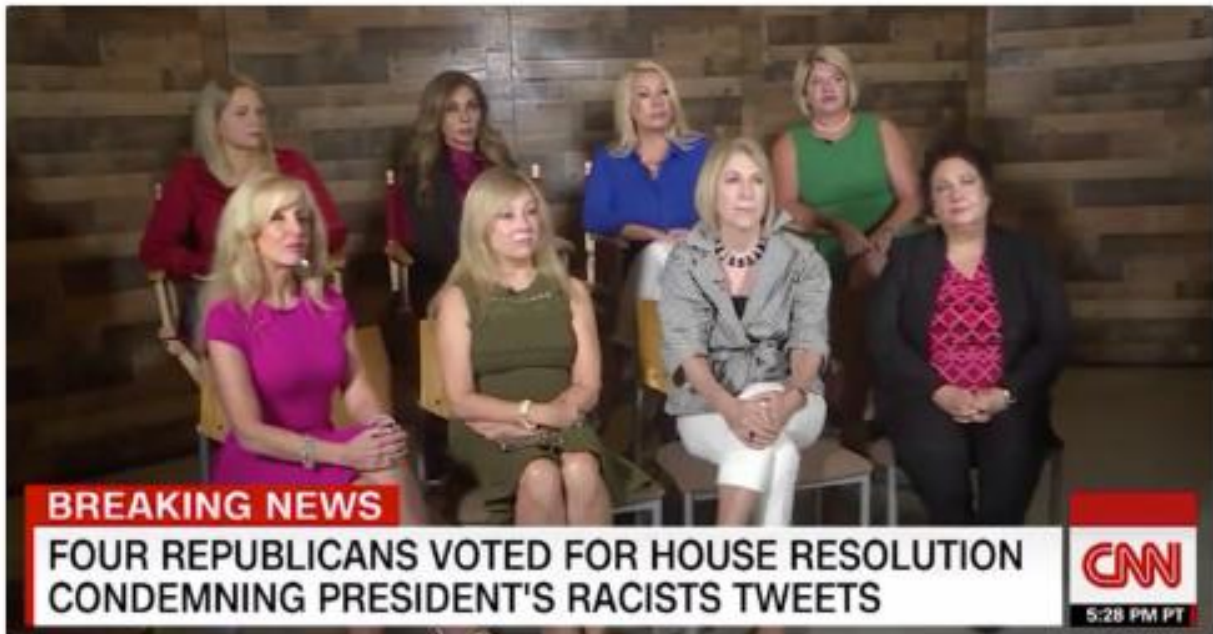 BREAKING NEWS
FOUR REPUBLICANS VOTED FOR HOUSE RESOLUTION
CONDEMNING PRESIDENT'S RACISTS TWEETS
CNN
5:28 PM PT